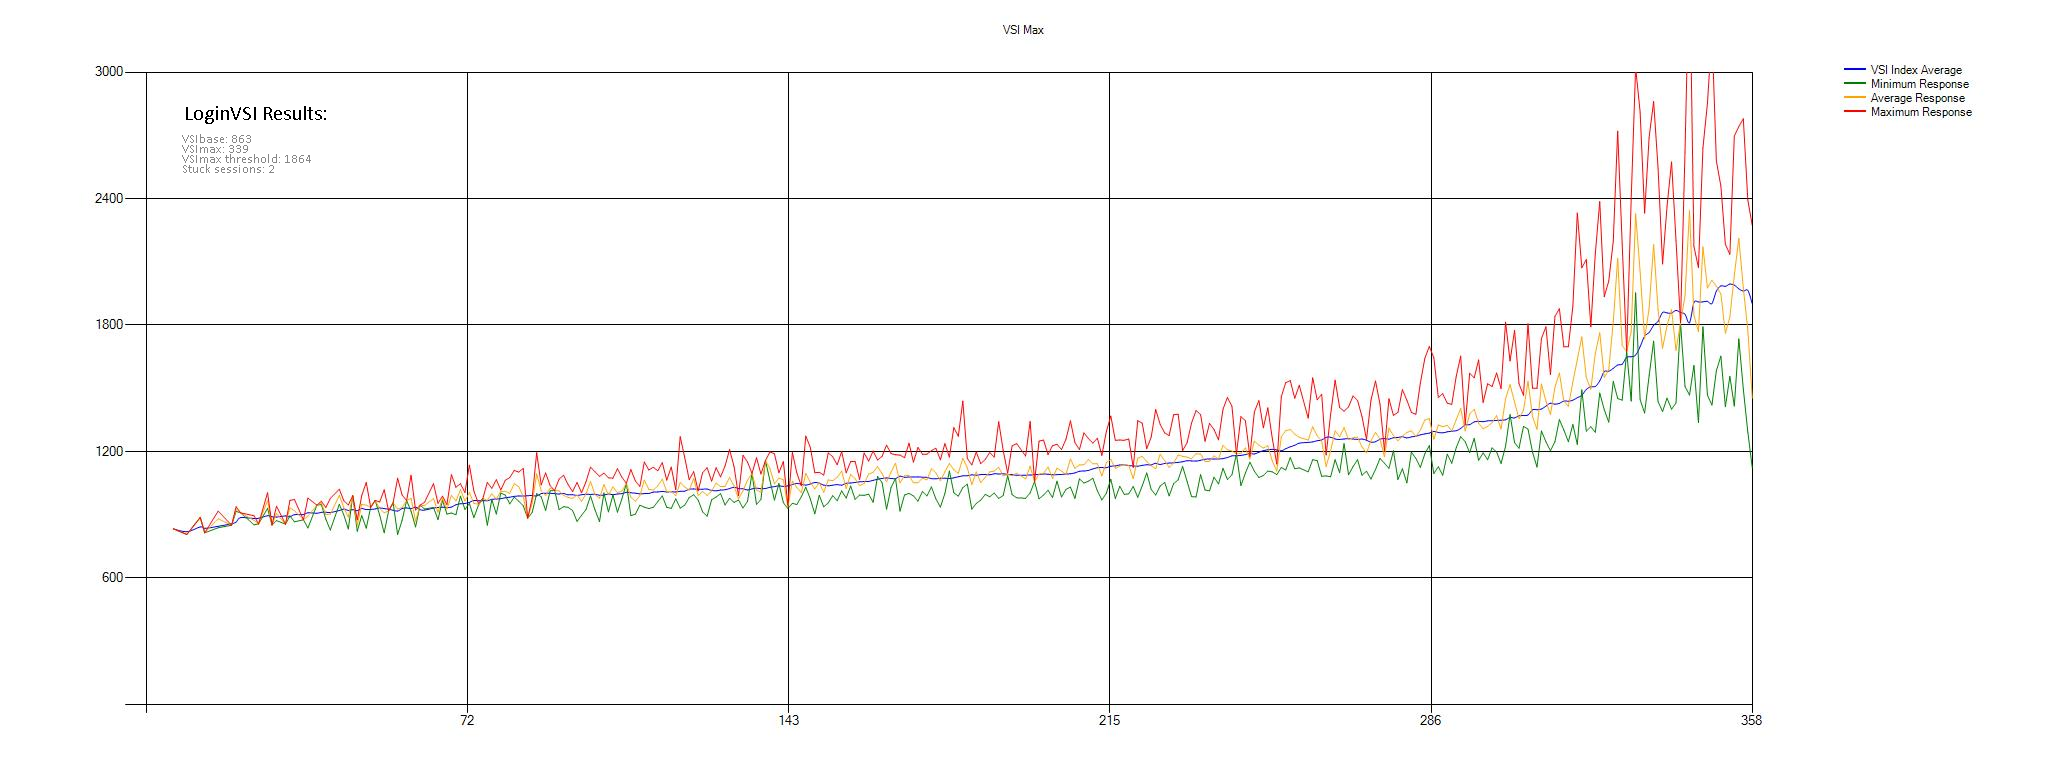 VSI Max
3000
2400
1800
1200
600
LoginVSI Results:
VSIbase: 863
VSImax: 339
VSImax threshold: 1864
Stuck sessions: 2
VSI Index Average
Minimum Response
Average Response
Maximum Response
72
143
215
286
358